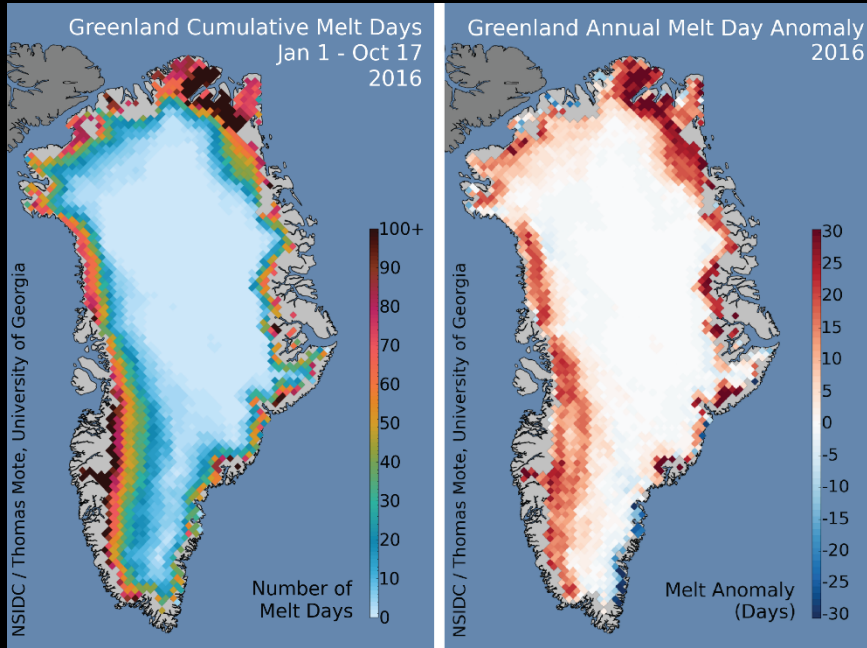 Greenland Cumulative Melt Days
Jan 1 - Oct 17
2016
100+
90
80
70
60
50
40
30
20
10
0
Number of
Melt Days
NSIDC / Thomas Mote, University of Georgia
Greenland Annual Melt Day Anomaly
2016
30
25
20
15
10
5
0
-5
-10
-15
-20
-25
-30
Melt Anomaly
(Days)
NSIDC / Thomas Mote, University of Georgia